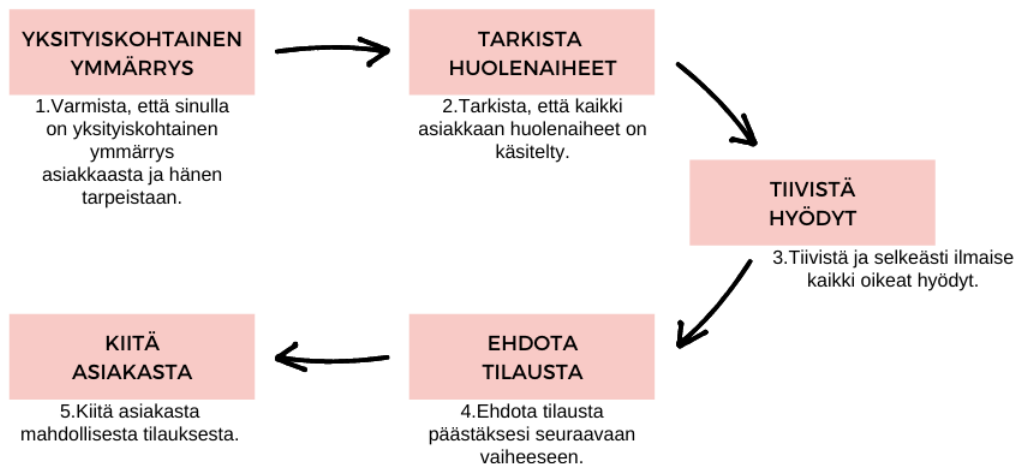 YKSITYISKOHTAINEN
YMMÄRRYS
1.Varmista, että sinulla
on yksityiskohtainen
ymmärrys
asiakkaasta ja hänen
tarpeistaan.
TARKISTA
HUOLENAIHEET
2.Tarkista, että kaikki
asiakkaan huolenaiheet on
käsitelty.
TIIVISTÄ
HYÖDYT
3.Tiivistä ja selkeästi ilmaise
kaikki oikeat hyödyt.
EHDOTA
TILAUSTA
4.Ehdota tilausta
päästäksesi seuraavaan
vaiheeseen.
KIITÄ
ASIAKASTA
5.Kiitä asiakasta
mahdollisesta tilauksesta.